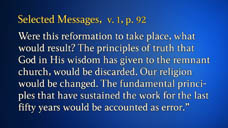 Selected Messages, v. 1, p. 92
Were this reformation to take place, what
would result? The principles of truth that
God in His wisdom has given to the remnant
church, would be discarded. Our religion
would be changed. The fundamental princi-
ples that have sustained the work for the last
fifty years would be accounted as error.”